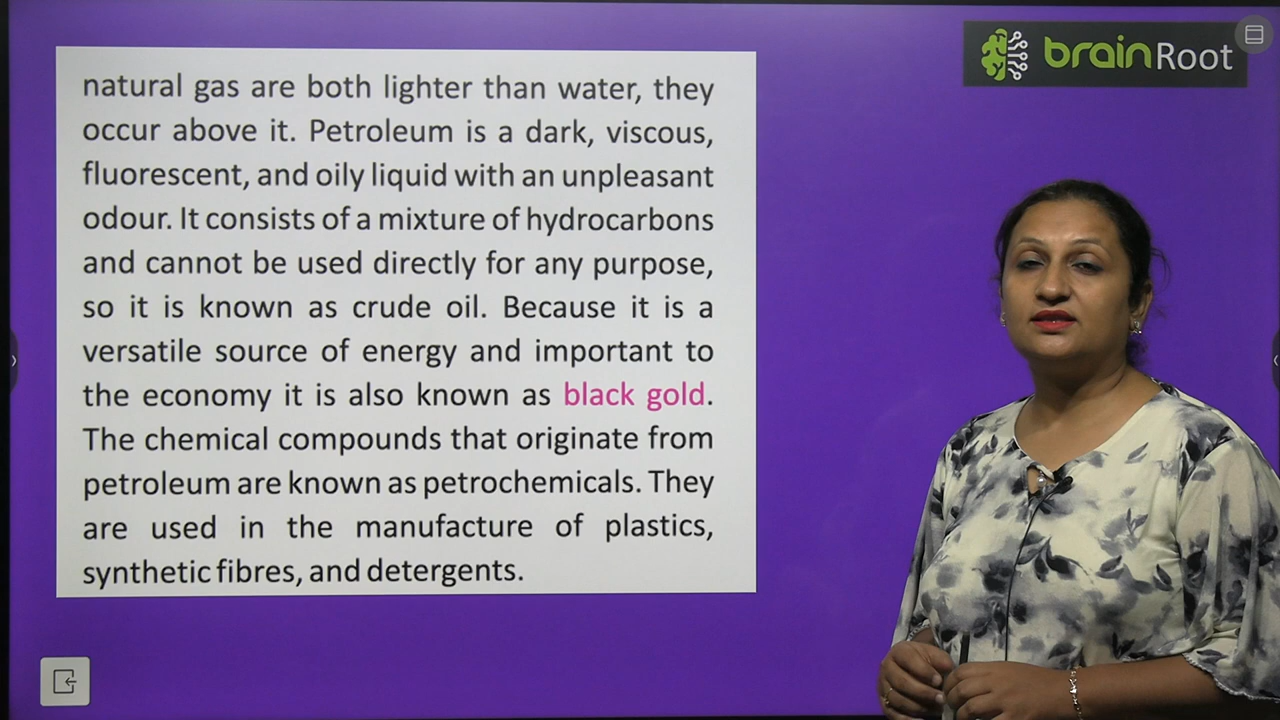 natural gas are both lighter than water, they
occur above it. Petroleum is a dark, viscous,
fluorescent, and oily liquid with an unpleasant
odour. It consists of a mixture of hydrocarbons
and cannot be used directly for any purpose,
so it is known as crude oil. Because it is a
versatile source of energy and important to
the economy it is also known as black gold.
The chemical compounds that originate from
petroleum are known as petrochemicals. They
are used in the manufacture of plastics,
synthetic fibres, and detergents.
brainRoot